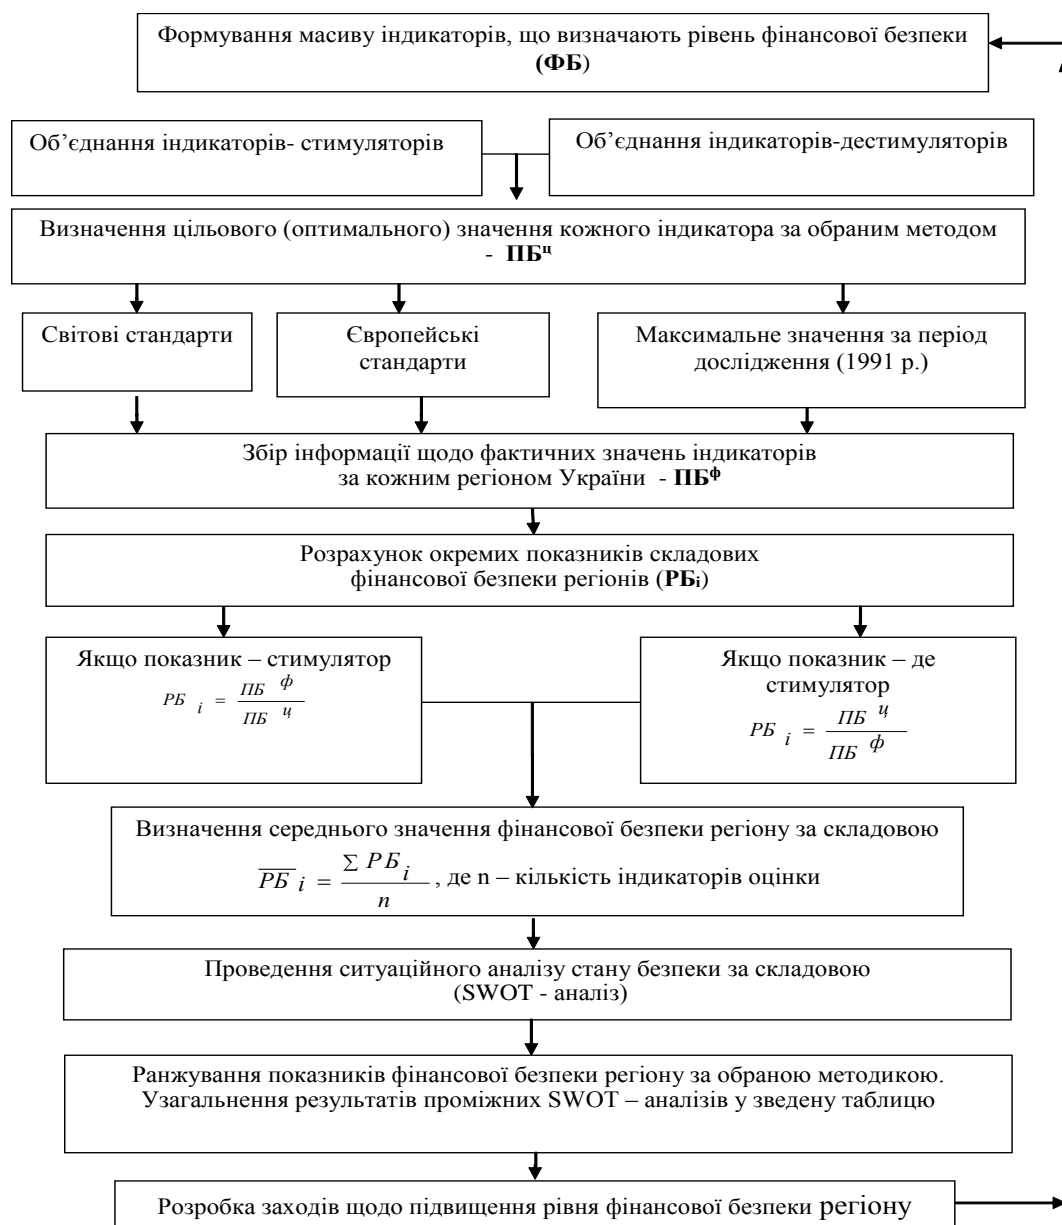 Формування масиву індикаторів, що визначають рівень фінансової безпеки
(ФБ)
Об’єднання індикаторів- стимуляторів
Об’єднання індикаторів-дестимуляторів
Визначення цільового (оптимального) значення кожного індикатора за обраним методом
- ПБᶣ
Світові стандарти
Європейські
стандарти
Максимальне значення за період
дослідження (1991 р.)
Збір інформації щодо фактичних значень індикаторів
за кожним регіоном України - ПБф
Розрахунок окремих показників складових
фінансової безпеки регіонів (РБi)
Якщо показник – стимулятор
РБ i = ПБ ф / ПБ ц
Якщо показник – де
стимулятор
РБ i = ПБ ц / ПБ ф
Визначення середнього значення фінансової безпеки регіону за складовою
РБ i = ∑ РБ i / n , де n – кількість індикаторів оцінки
Проведення ситуаційного аналізу стану безпеки за складовою
(SWOT - аналіз)
Ранжування показників фінансової безпеки регіону за обраною методикою.
Узагальнення результатів проміжних SWOT – аналізів у зведену таблицю
Розробка заходів щодо підвищення рівня фінансової безпеки регіону